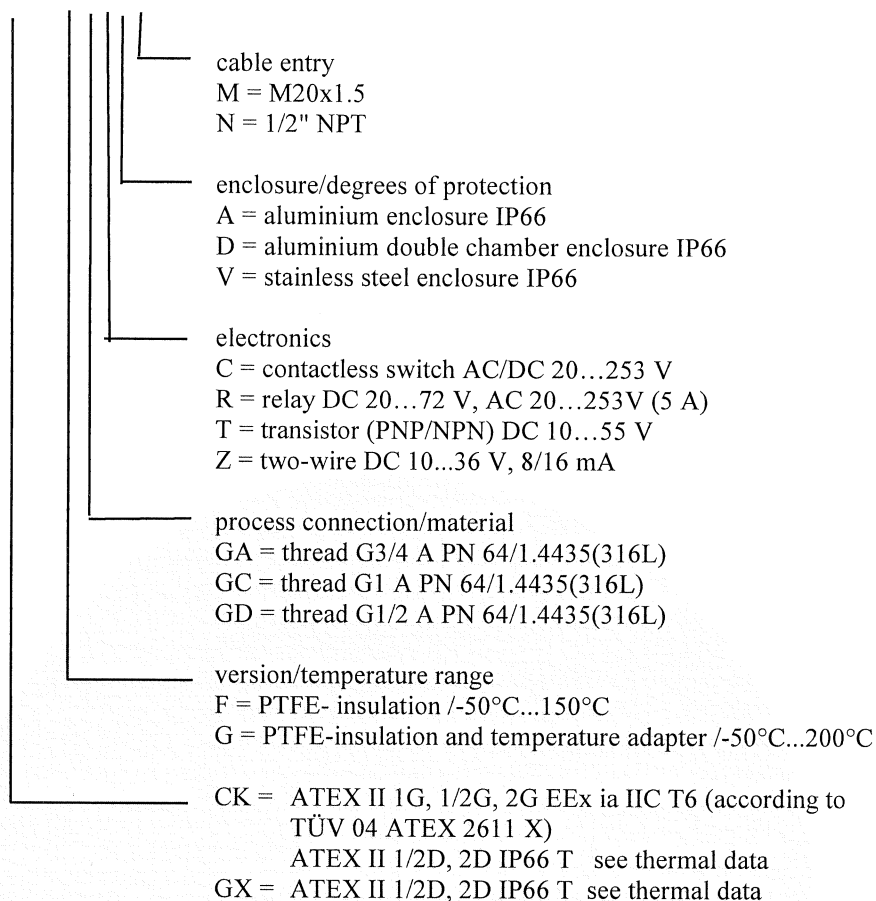 cable entry
M = M20x1.5
N = 1/2" NPT
enclosure/degrees of protection
A = aluminium enclosure IP66
D = aluminium double chamber enclosure IP66
V = stainless steel enclosure IP66
electronics
C = contactless switch AC/DC 20…253 V
R = relay DC 20…72 V, AC 20…253V (5 A)
T = transistor (PNP/NPN) DC 10…55 V
Z = two-wire DC 10...36 V, 8/16 mA
process connection/material
GA = thread G3/4 A PN 64/1.4435(316L)
GC = thread G1 A PN 64/1.4435(316L)
GD = thread G1/2 A PN 64/1.4435(316L)
version/temperature range
F = PTFE- insulation /-50°C...150°C
G = PTFE-insulation and temperature adapter /-50°C...200°C
CK = ATEX II 1G, 1/2G, 2G EEx ia IIC T6 (according to
TÜV 04 ATEX 2611 X)
ATEX II 1/2D, 2D IP66 T see thermal data
GX = ATEX II 1/2D, 2D IP66 T see thermal data